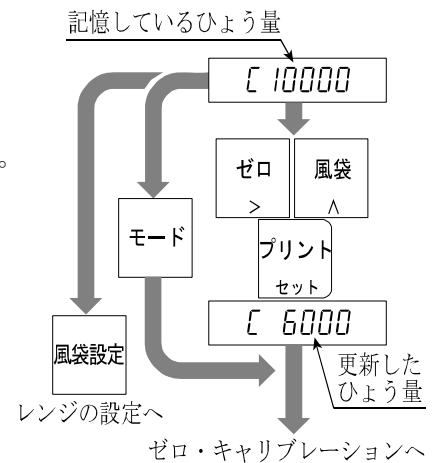 記憶しているひょう量
C 10000
。
ゼロ
>
風袋
∧
モード
プリント
セット
C 6000
風袋設定
更新した
ひょう量
レンジの設定へ
ゼロ・キャリブレーションへ